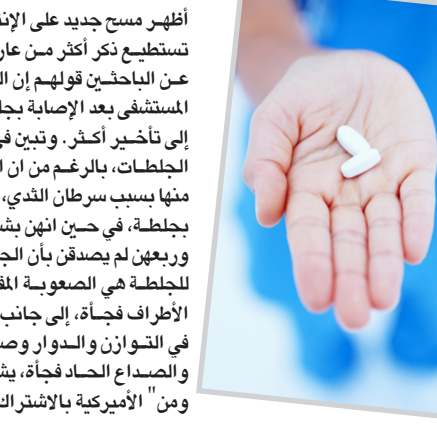 أظهر مسح جديد على الإن
تستطيع ذكر أكثر من عار
عن الباحثين قولهم إن ال
المستشفى بعد الإصابة بجل
إلى تأخير أكثر. وتبين في
الجلطات، بالرغم من ان ا
منها بسبب سرطان الثدي،
بجلطة، في حين انهن يش
وربعهن لم يصدقن بأن الج
للجلطة هي الصعوبة المف
الأطراف فجأة، إلى جانب
في التوازن والدوار وص
والصداع الحاد فجأة، يش
ومن" الأميركية بالاشتراك